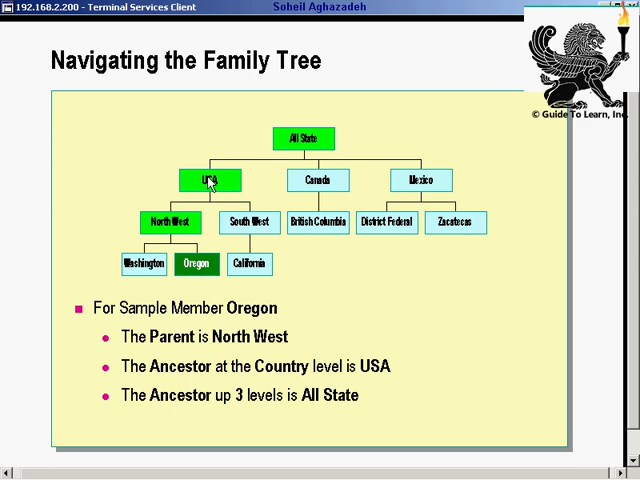 192.168.2.200 - Terminal Services Client
Soheil Aghazadeh
Navigating the Family Tree
© Guide To Learn, Inc.
All State
USA Canada Mexico
North West South West British Columbia District Federal Zacatecas
Washington Oregon California
For Sample Member Oregon
The Parent is North West
The Ancestor at the Country level is USA
The Ancestor up 3 levels is All State